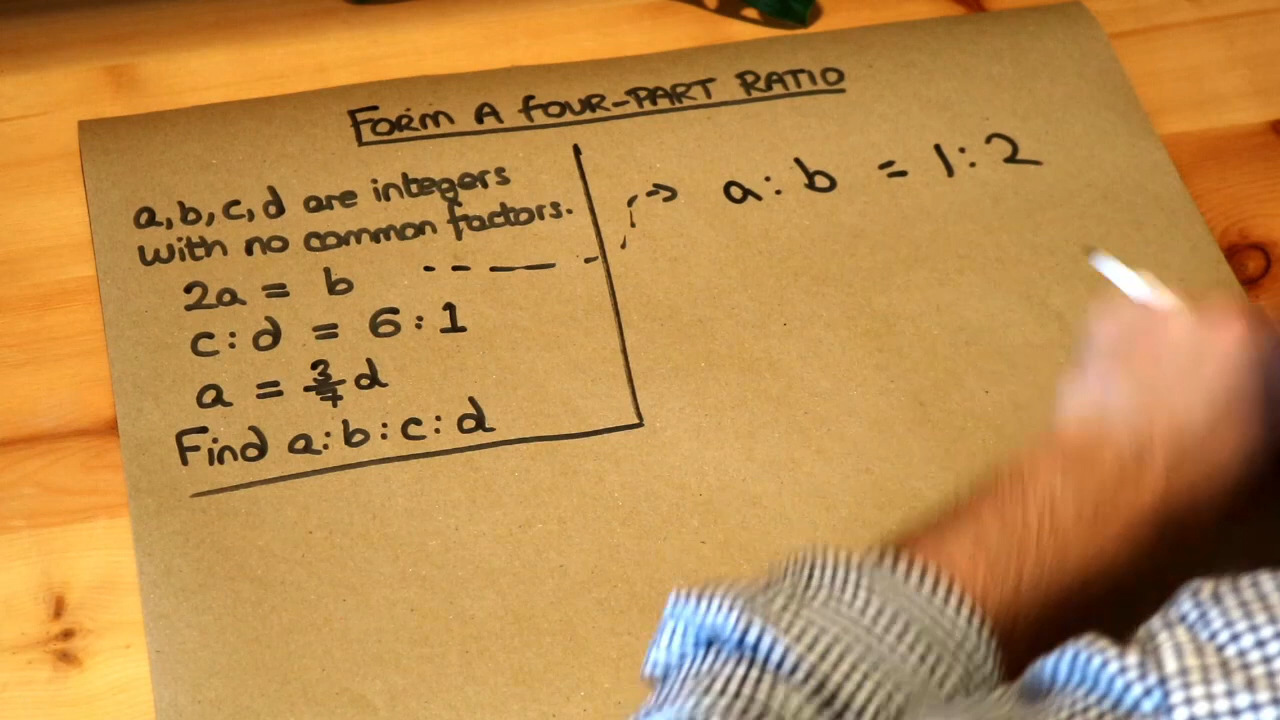 FORM A FOUR-PART RATIO
a, b, c, d are integers
with no common factors.
2a = b
c : d = 6 : 1
a = 3/7 d
Find a : b : c : d
a : b = 1 : 2